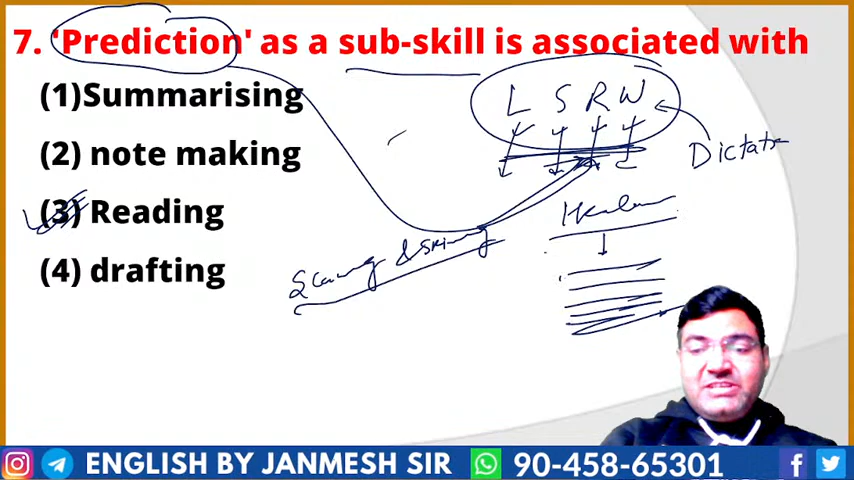 7. 'Prediction' as a sub-skill is associated with
(1)Summarising
L S R W
(2) note making
Dictat
(3) Reading
Scanning & Skimming
(4) drafting
ENGLISH BY JANMESH SIR 90-458-65301